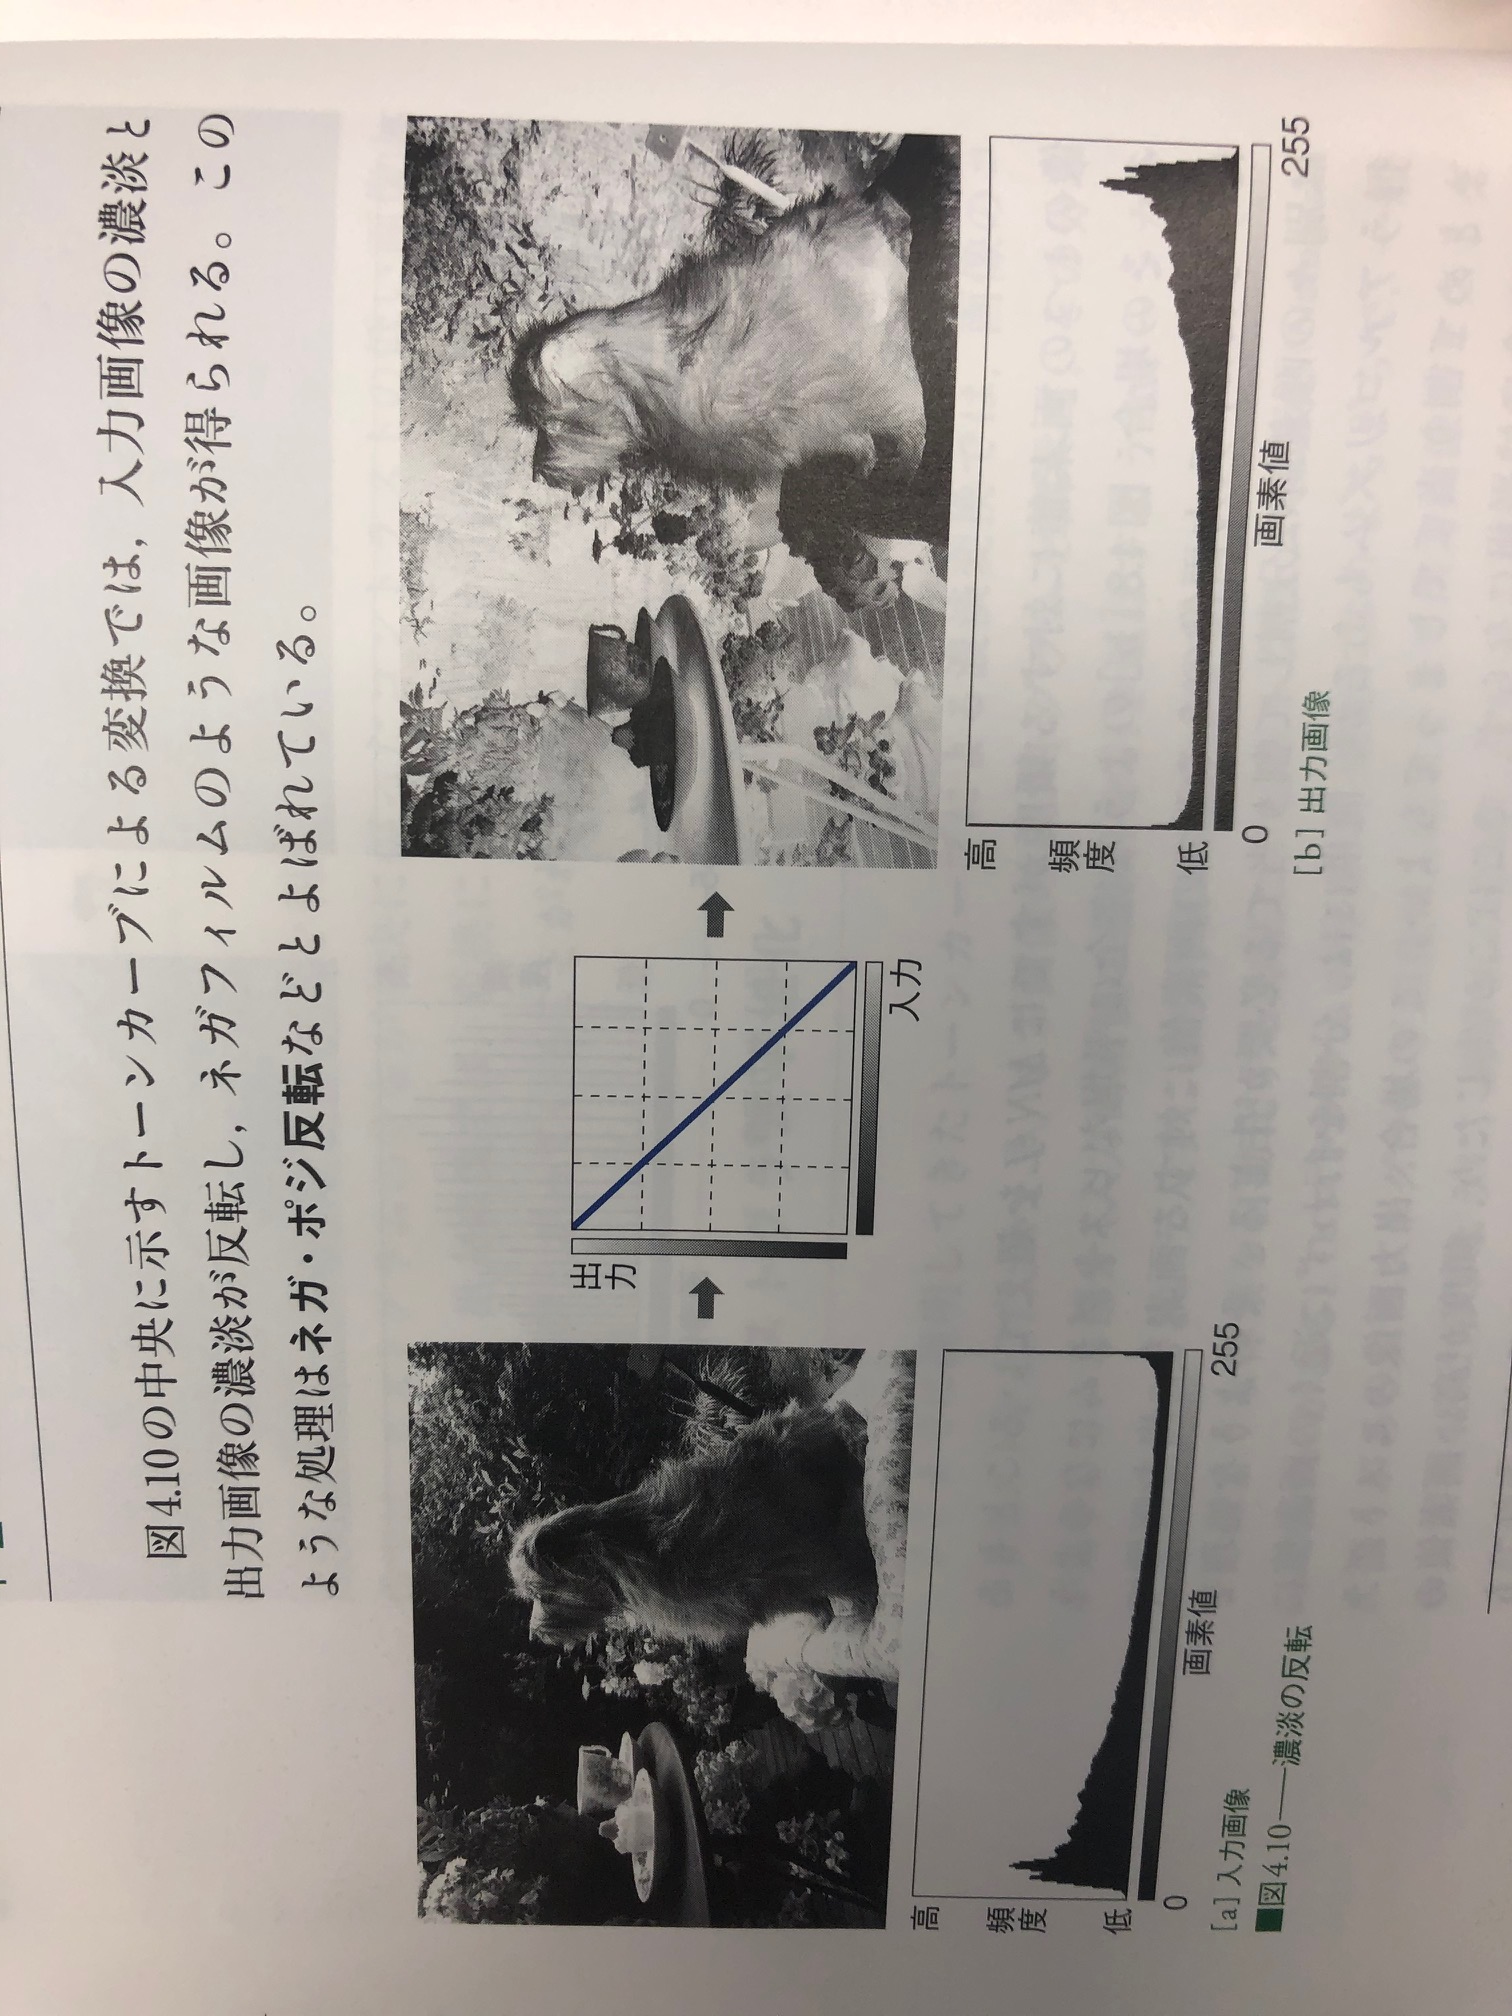 図4.10の中央に示すトーンカーブによる変換では，入力画像の濃淡と
出力画像の濃淡が反転し，ネガフィルムのような画像が得られる。この
ような処理はネガ・ポジ反転などとよばれている。
出力
入力
高
頻度
低
0
画素値
255
[a] 入力画像
高
頻度
低
0
画素値
255
[b] 出力画像
■図4.10——濃淡の反転